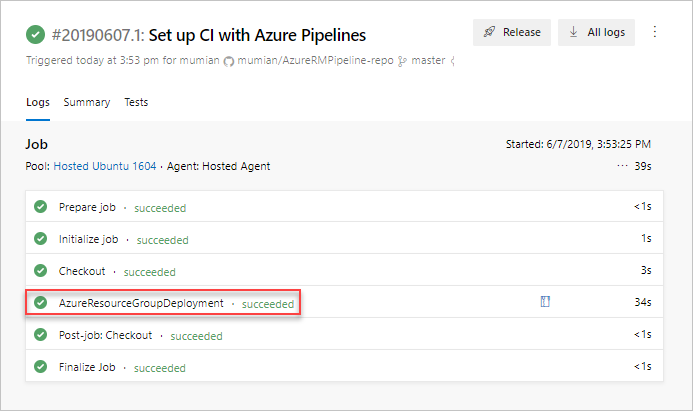 #20190607.1: Set up CI with Azure Pipelines
Release
All logs
Triggered today at 3:53 pm for mumian mumian/AzureRMPipeline-repo master
Logs Summary Tests
Job
Started: 6/7/2019, 3:53:25 PM
Pool: Hosted Ubuntu 1604 · Agent: Hosted Agent
··· 39s
Prepare job · succeeded <1s
Initialize job · succeeded 1s
Checkout · succeeded 3s
AzureResourceGroupDeployment · succeeded 34s
Post-job: Checkout · succeeded <1s
Finalize Job · succeeded <1s